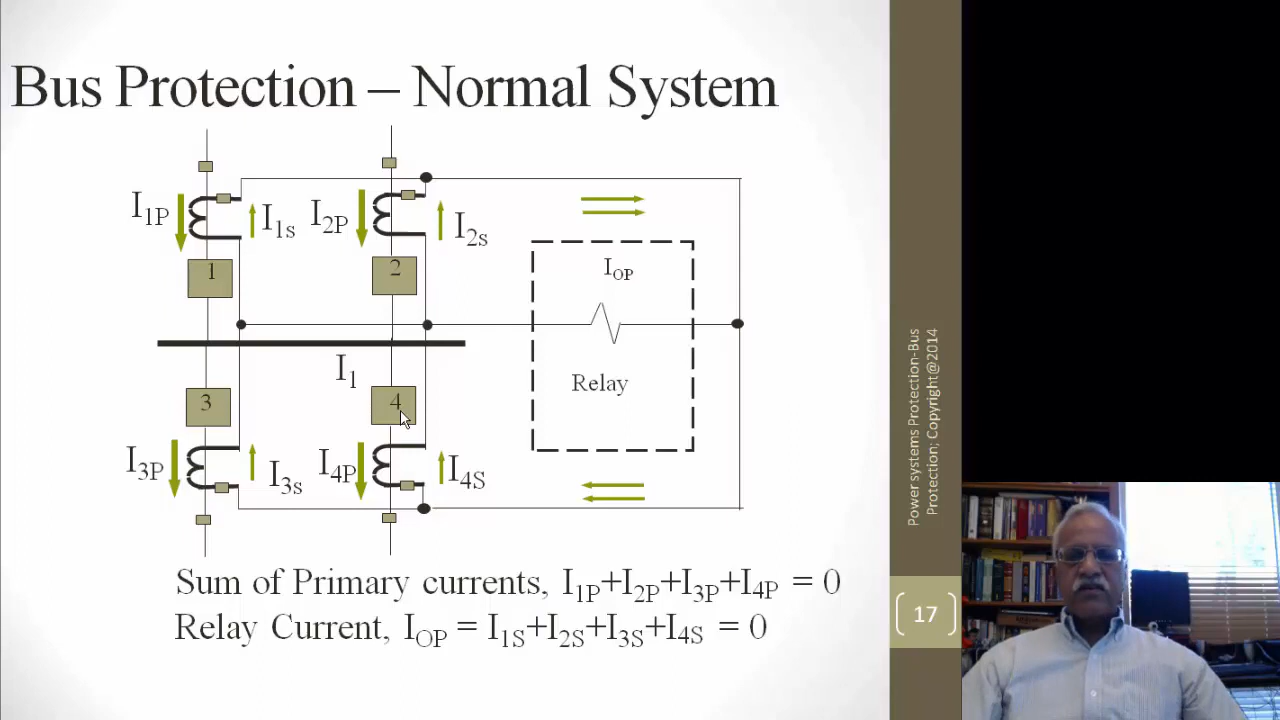 Bus Protection – Normal System
I1P
I1s
I2P
I2s
1
2
IOP
Relay
I1
3
4
I3P
I3s
I4P
I4S
Sum of Primary currents, I1P+I2P+I3P+I4P = 0
Relay Current, IOP = I1S+I2S+I3S+I4S = 0
Power systems Protection-Bus
Protection; Copyright@2014
17